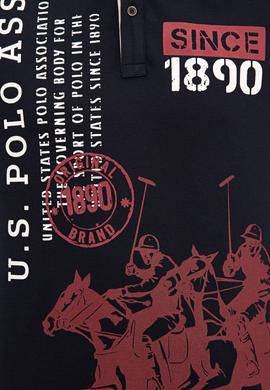 SINCE
1890
U.S. POLO ASS
UNITED STATES POLO ASSOCIATIO
THE GOVERNING BODY FOR
THE SPORT OF POLO IN THE
STATES SINCE 1890
ORIGINAL
1890
BRAND